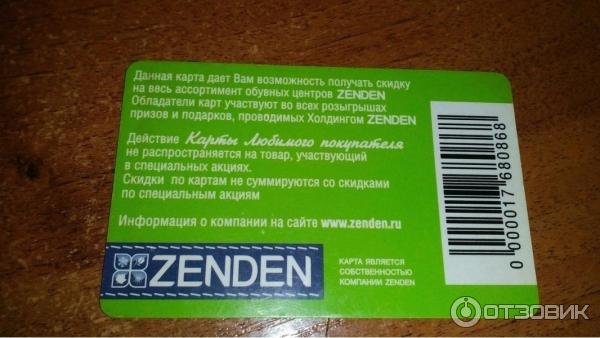 Данная карта дает Вам возможность получать скидку
на весь ассортимент обувных центров ZENDEN
Обладатели карт участвуют во всех розыгрышах
призов и подарков, проводимых Холдингом ZENDEN
Действие Карты Любимого покупателя
не распространяется на товар, участвующий
в специальных акциях.
Скидки по картам не суммируются со скидками
по специальным акциям
Информация о компании на сайте www.zenden.ru
ZENDEN
КАРТА ЯВЛЯЕТСЯ
СОБСТВЕННОСТЬЮ
КОМПАНИИ ZENDEN
0 000017 680868
ОТЗОВИК